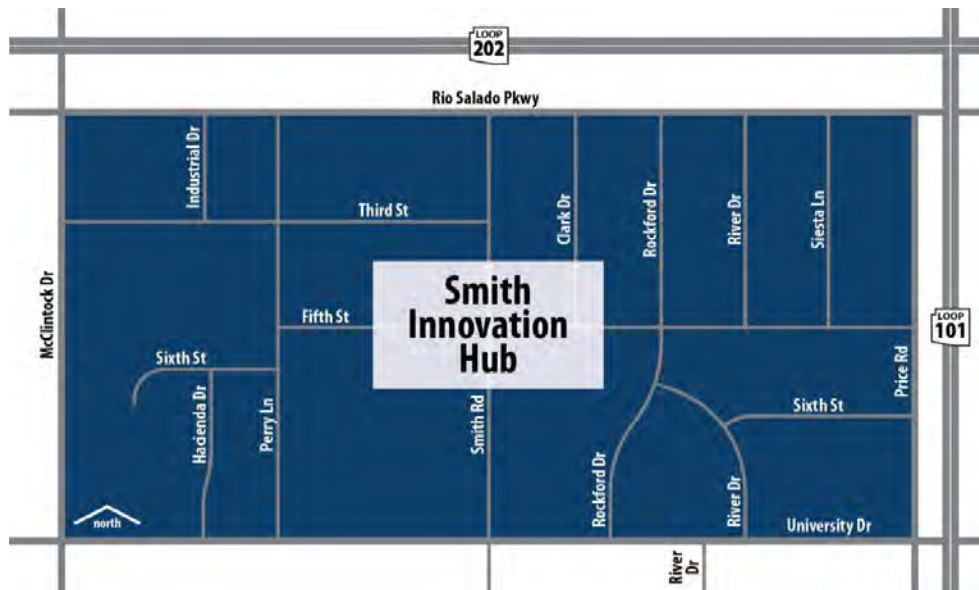 LOOP
202
Rio Salado Pkwy
Industrial Dr
Third St
Clark Dr
Rockford Dr
River Dr
Siesta Ln
McClintock Dr
Smith
Innovation
Hub
Fifth St
LOOP
101
Sixth St
Price Rd
Hacienda Dr
Perry Ln
Smith Rd
Sixth St
Rockford Dr
River Dr
north
University Dr
River
Dr